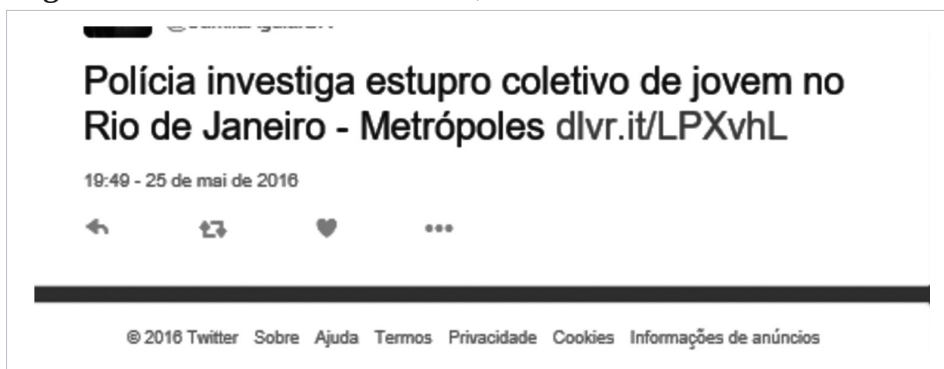 Polícia investiga estupro coletivo de jovem no
Rio de Janeiro - Metrópoles dlvr.it/LPXvhL
19:49 - 25 de mai de 2016
© 2016 Twitter Sobre Ajuda Termos Privacidade Cookies Informações de anúncios